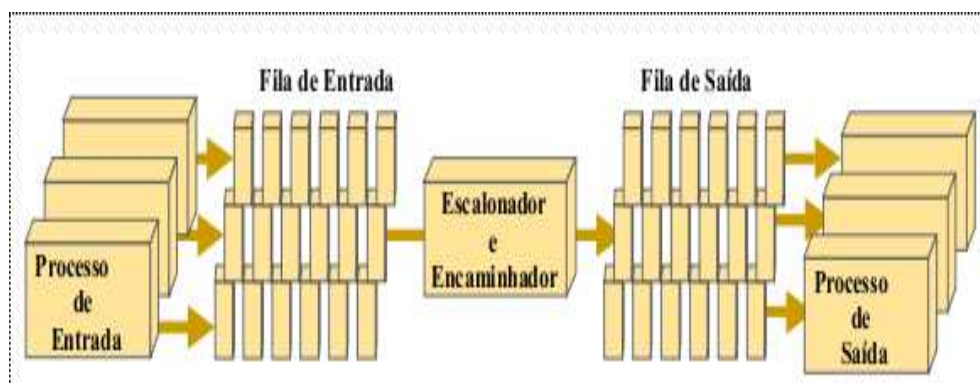 Fila de Entrada
Fila de Saída
Processo
de
Entrada
Escalonador
e
Encaminhador
Processo
de
Saída